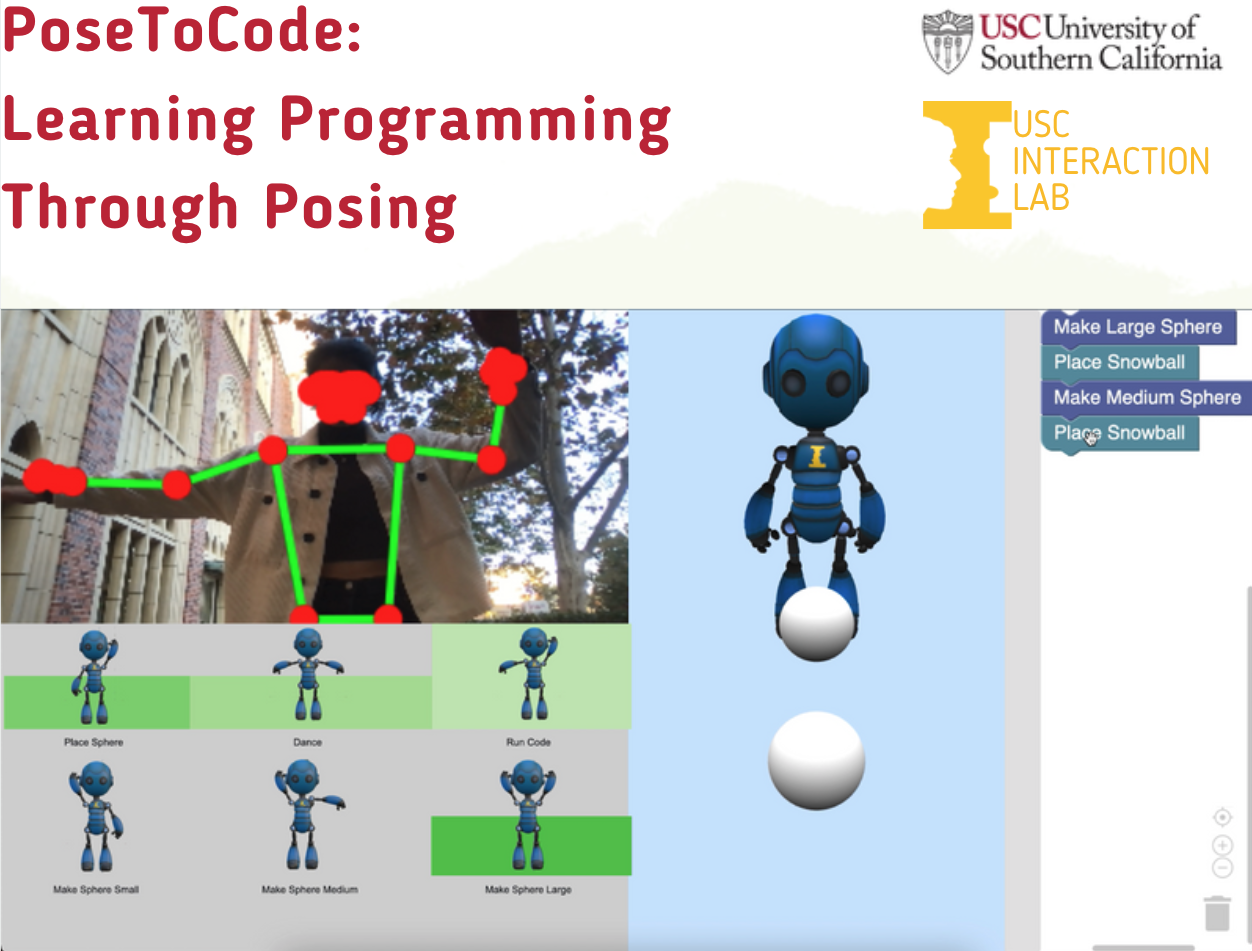 PoseToCode:
Learning Programming
Through Posing
USC University of
Southern California
USC
INTERACTION
LAB
Make Large Sphere
Place Snowball
Make Medium Sphere
Place Snowball
I
Place Sphere
Dance
Run Code
Make Sphere Small
Make Sphere Medium
Make Sphere Large